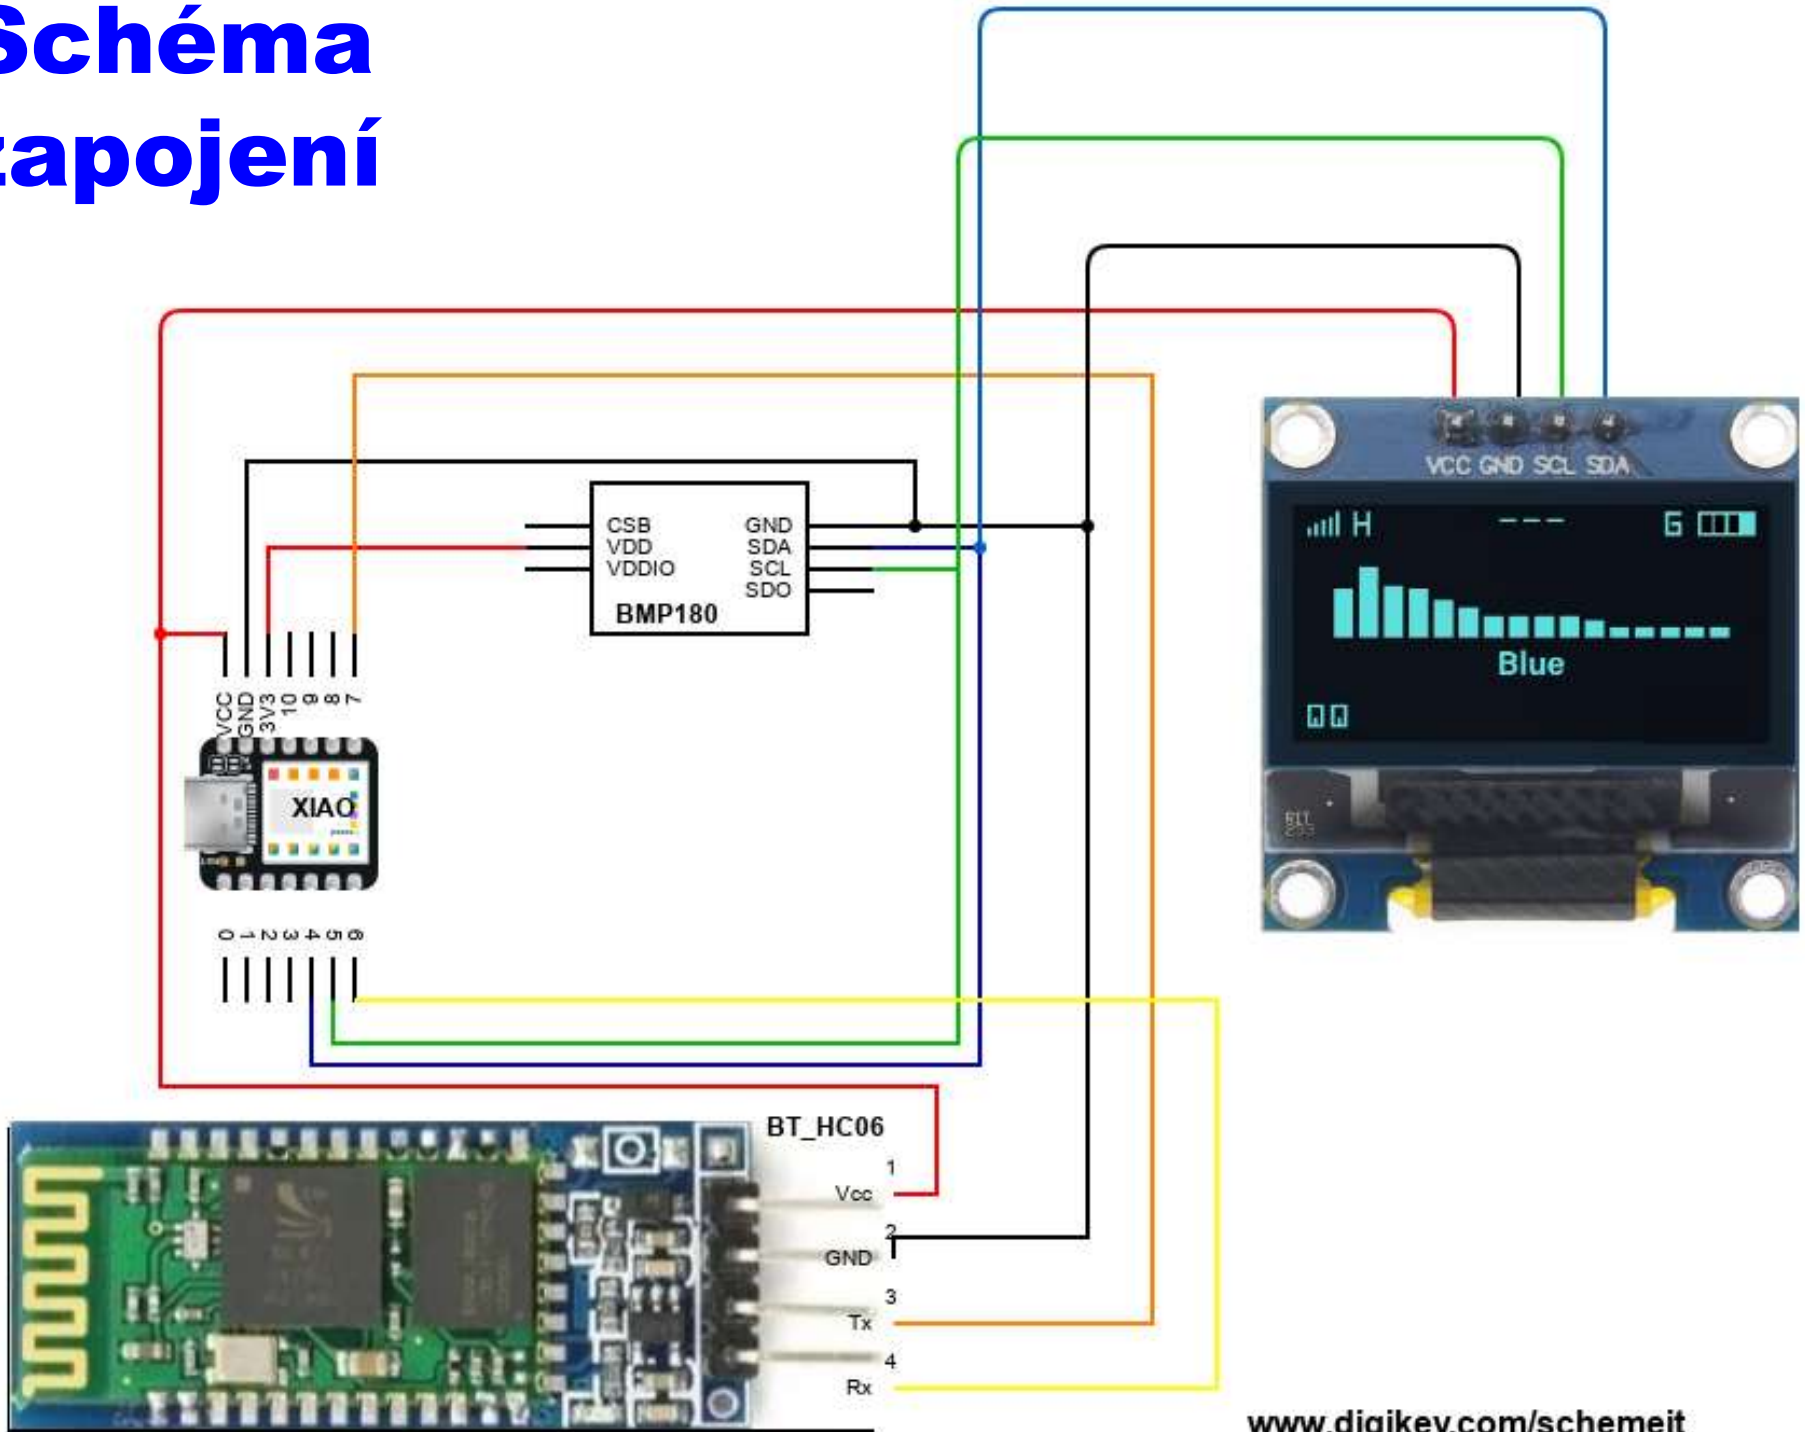 Schéma
zapojení
VCC GND SCL SDA
H --- G
Blue
CSB
VDD
VDDIO
GND
SDA
SCL
SDO
BMP180
VCC
GND
3V3
10
9
8
7
XIAO
0
1
2
3
4
5
6
BT_HC06
1
Vcc
2
GND
3
Tx
4
Rx
www.digikey.com/schemeit